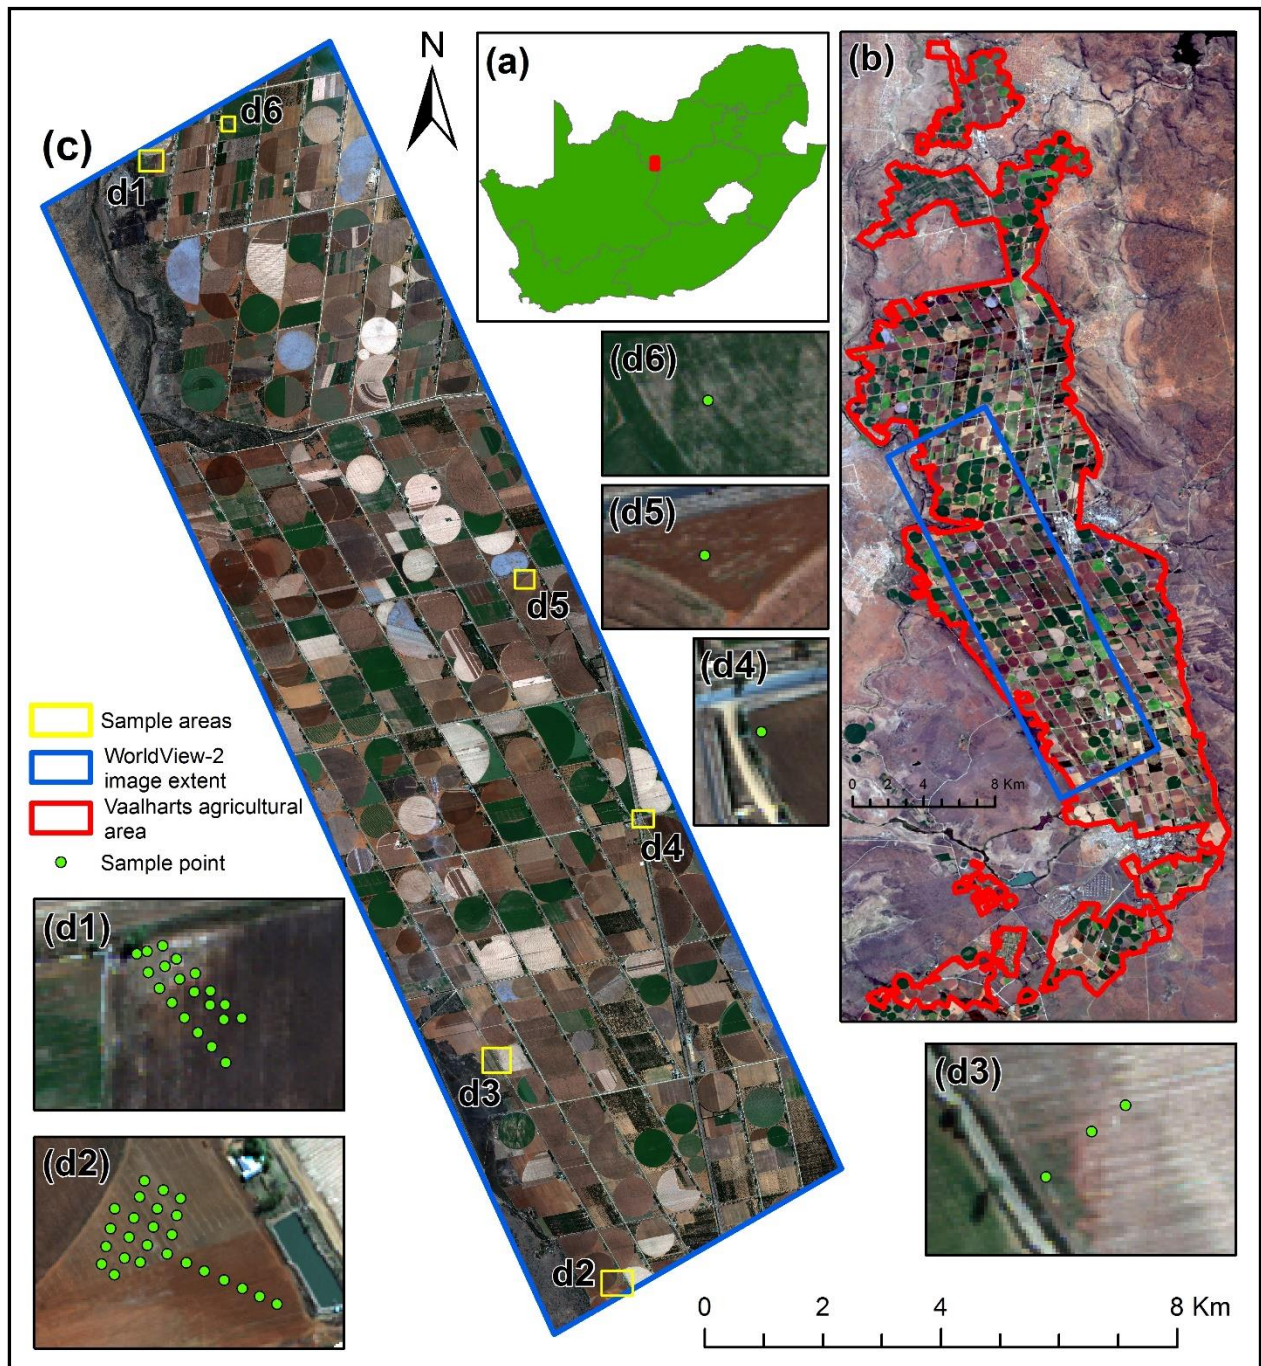 N
(a)
(b)
(c)
d6
d1
(d6)
(d5)
d5
(d4)
Sample areas
WorldView-2
image extent
Vaalharts agricultural
area
Sample point
0 2 4 8 Km
d4
(d1)
d3
(d3)
(d2)
d2
0 2 4 8 Km